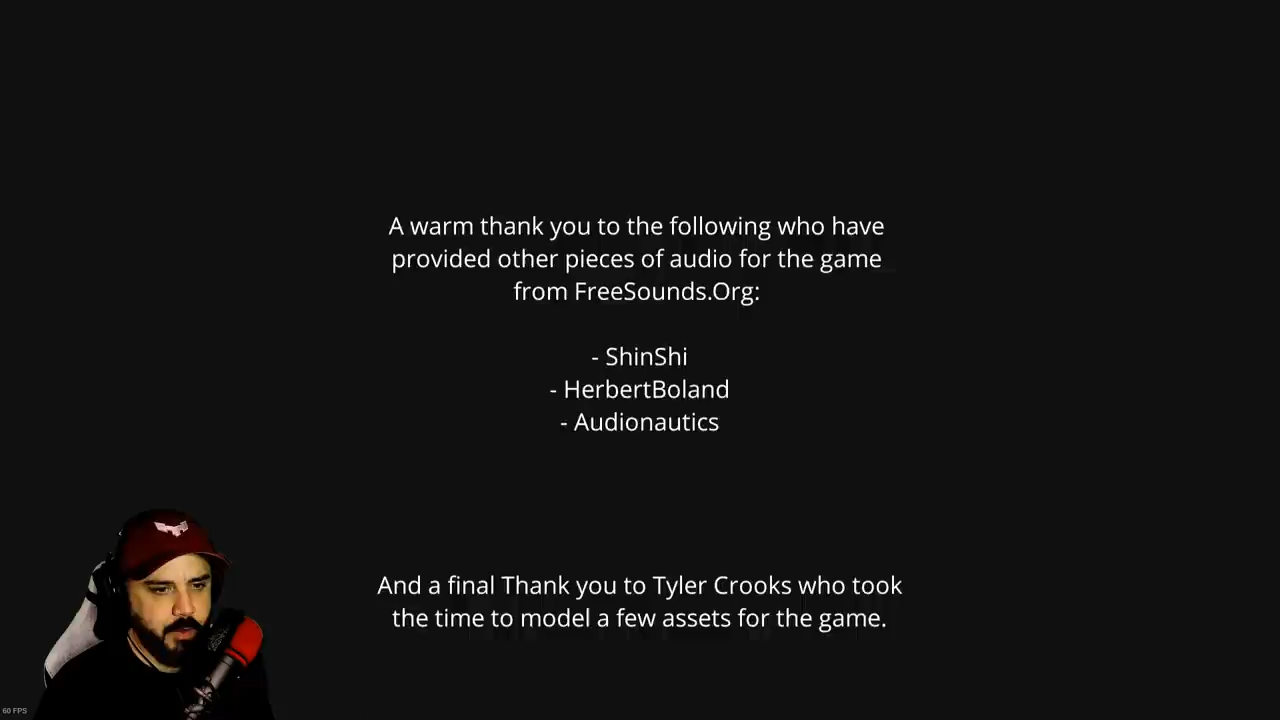 A warm thank you to the following who have
provided other pieces of audio for the game
from FreeSounds.Org:
- ShinShi
- HerbertBoland
- Audionautics
And a final Thank you to Tyler Crooks who took
the time to model a few assets for the game.
60 FPS